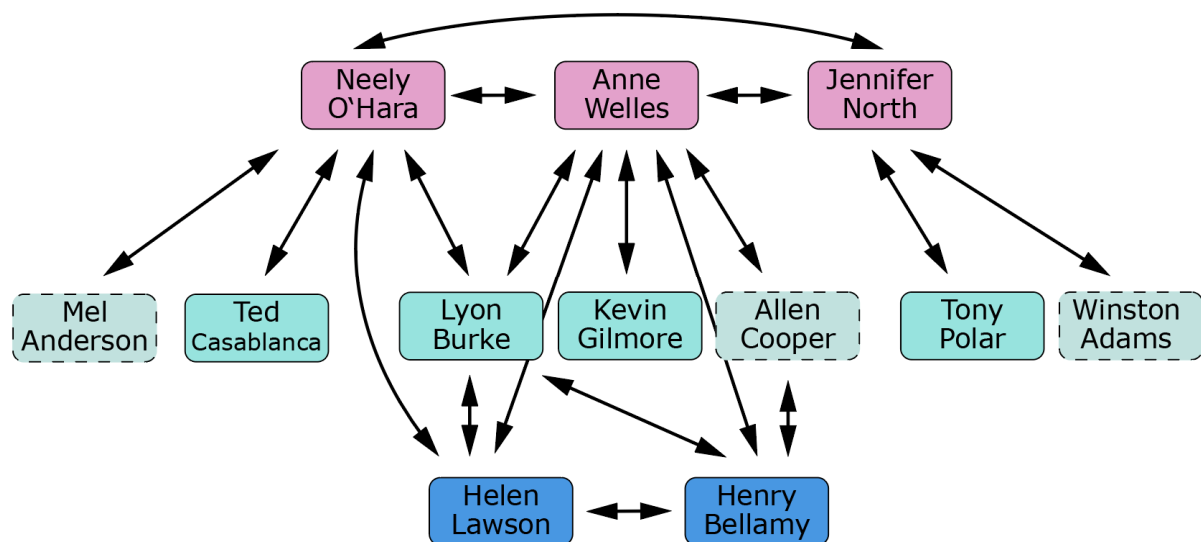 Neely
O‘Hara
Anne
Welles
Jennifer
North
Mel
Anderson
Ted
Casablanca
Lyon
Burke
Kevin
Gilmore
Allen
Cooper
Tony
Polar
Winston
Adams
Helen
Lawson
Henry
Bellamy